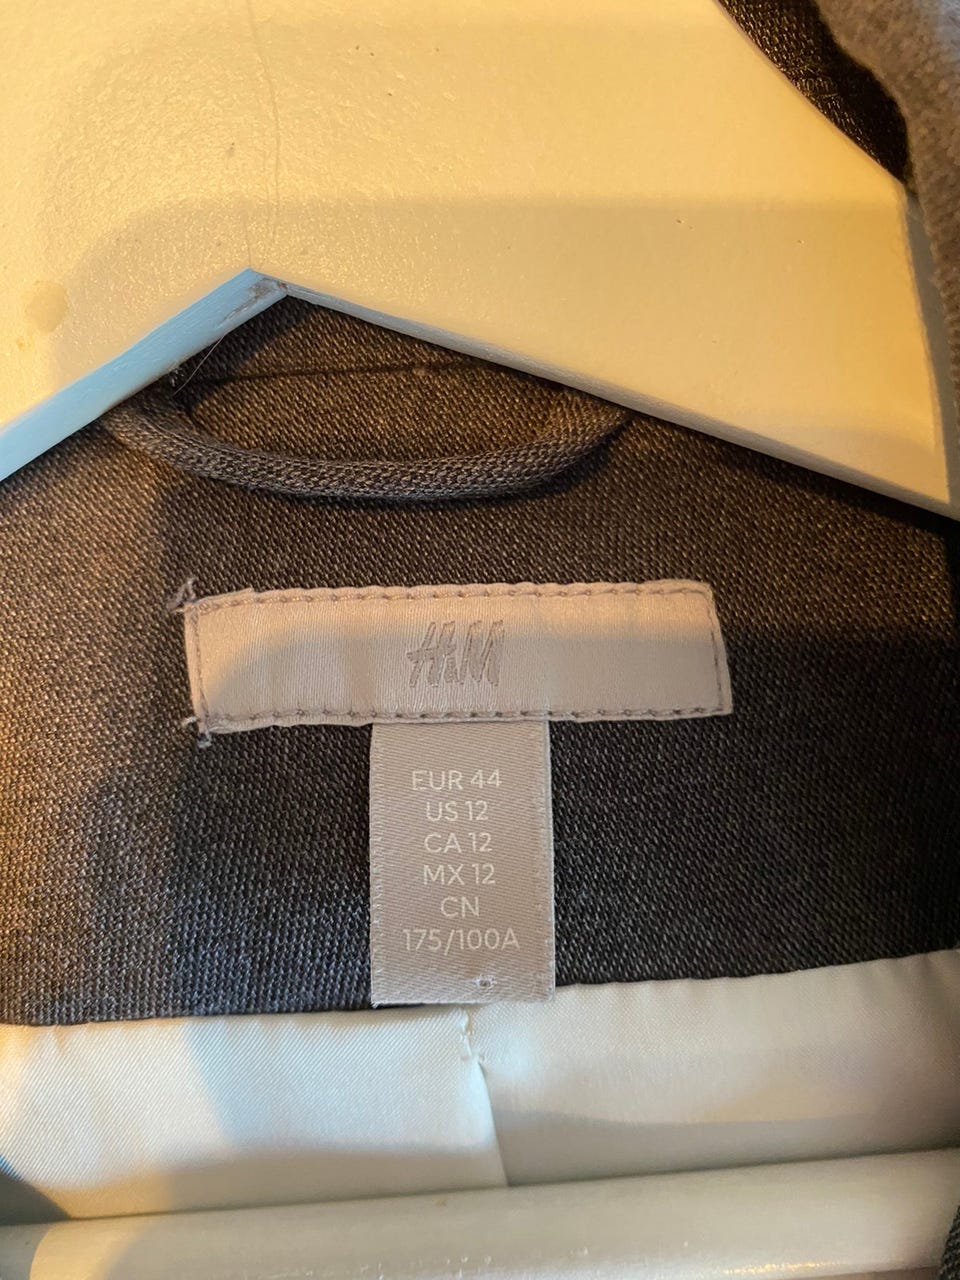 H&M
EUR 44
US 12
CA 12
MX 12
CN
175/100A